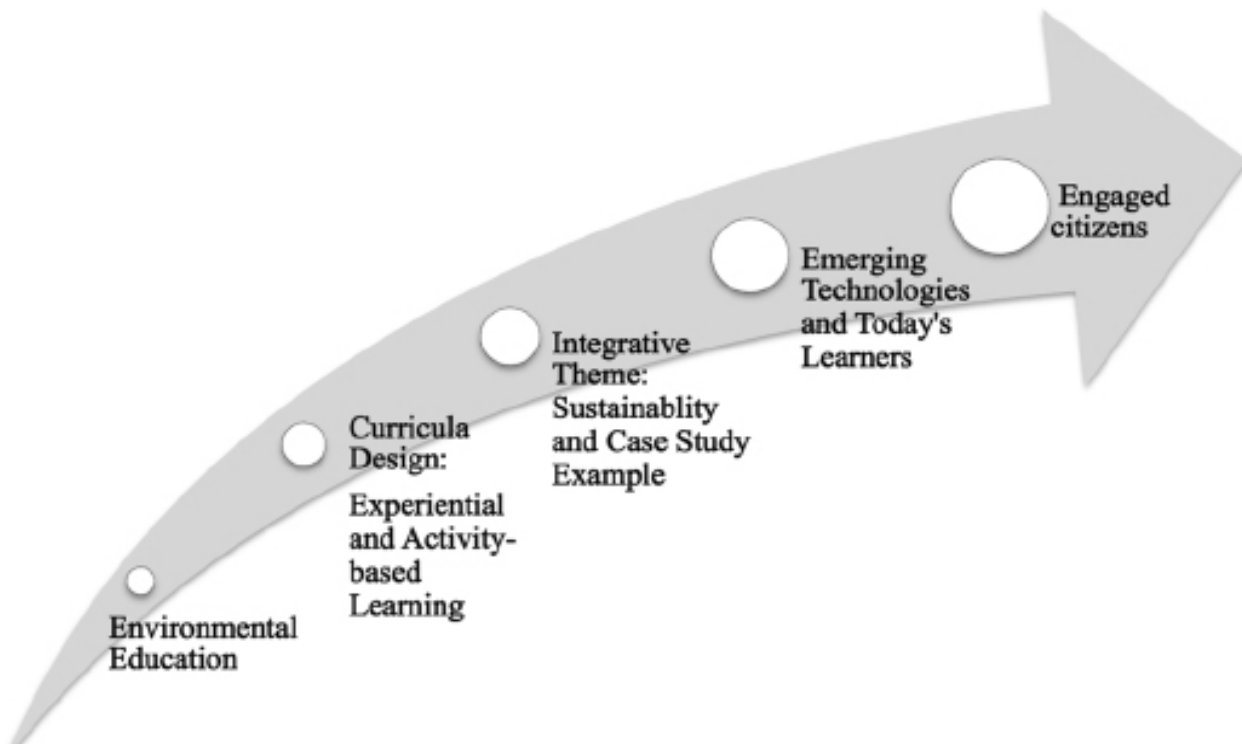 Environmental
Education
Curricula
Design:
Experiential
and Activity-
based
Learning
Integrative
Theme:
Sustainablity
and Case Study
Example
Emerging
Technologies
and Today's
Learners
Engaged
citizens